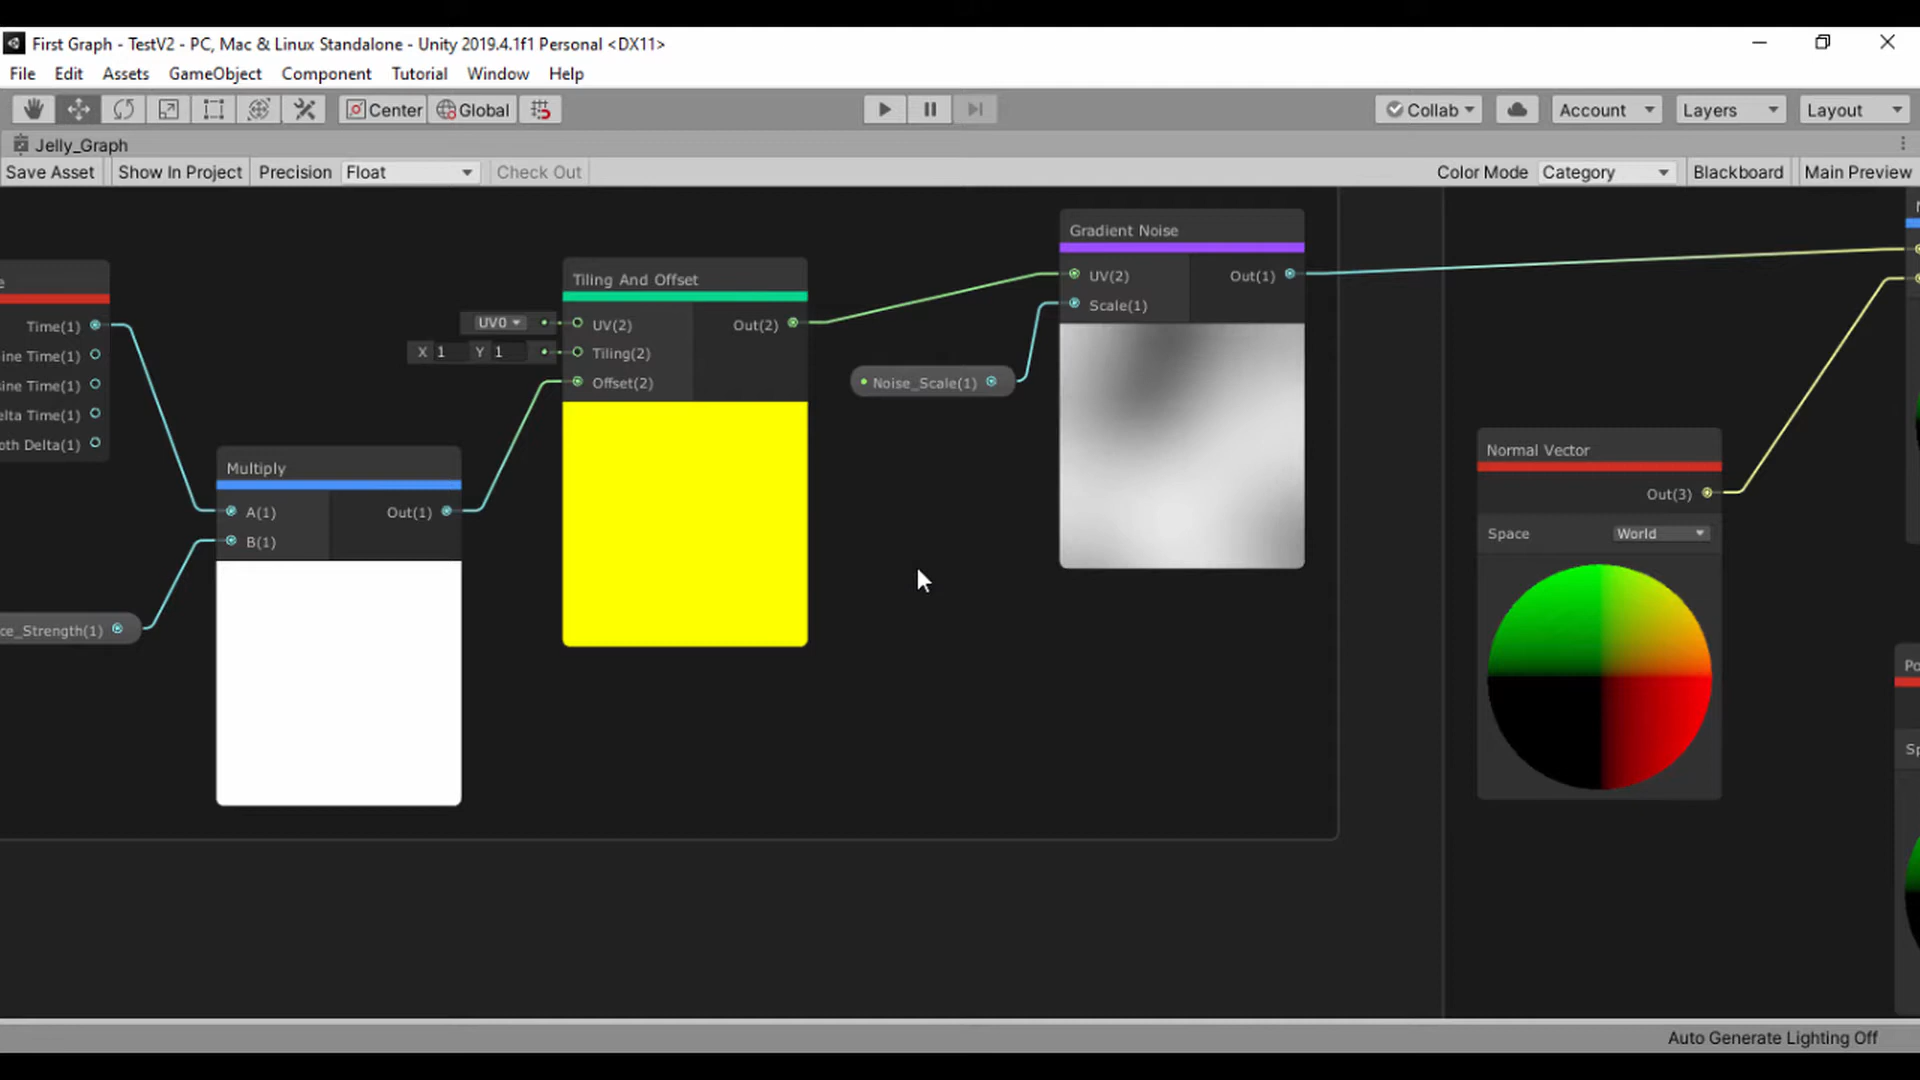 First Graph - TestV2 - PC, Mac & Linux Standalone - Unity 2019.4.1f1 Personal <DX11>
File Edit Assets GameObject Component Tutorial Window Help
Center Global Collab Account Layers Layout
Jelly_Graph
Save Asset Show In Project Precision Float Check Out Color Mode Category Blackboard Main Preview
e
Time(1)
ine Time(1)
sine Time(1)
elta Time(1)
oth Delta(1)
ce_Strength(1)
Multiply
A(1) Out(1)
B(1)
Tiling And Offset
UV0 UV(2) Out(2)
X 1 Y 1 Tiling(2)
Offset(2)
Noise_Scale(1)
Gradient Noise
UV(2) Out(1)
Scale(1)
Normal Vector
Out(3)
Space World
Po
Sp
Auto Generate Lighting Off